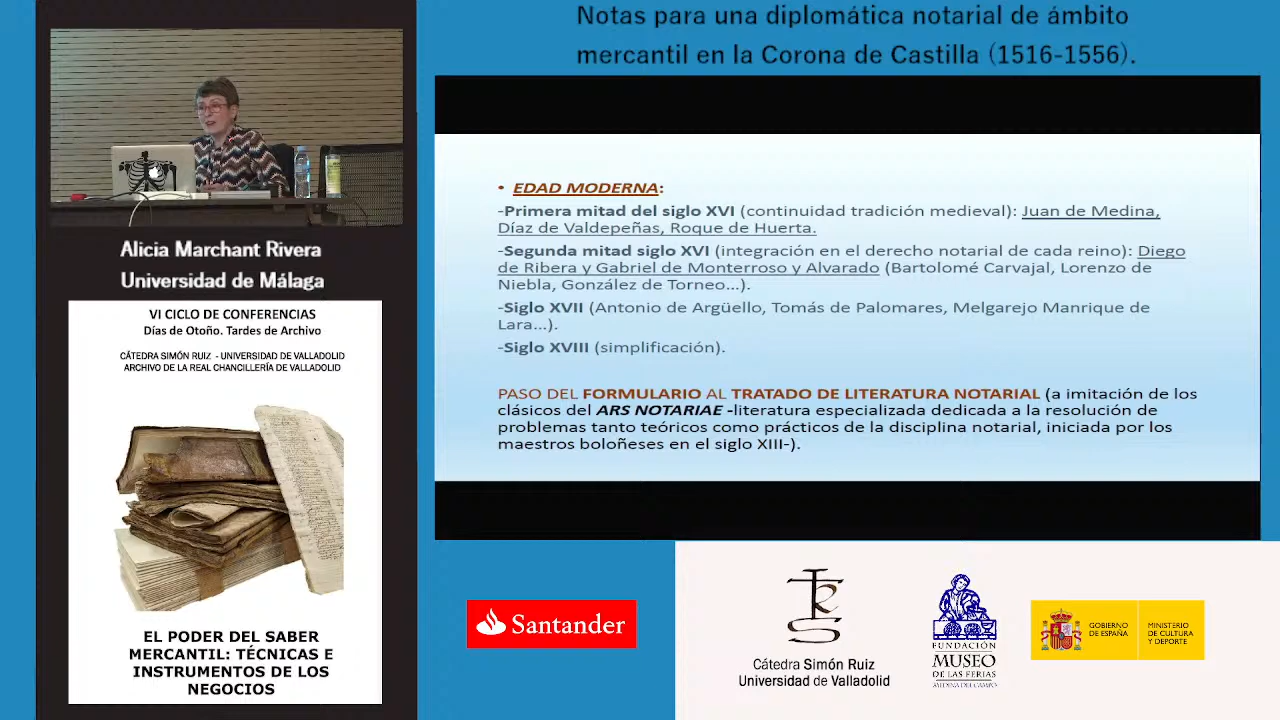 Notas para una diplomática notarial de ámbito
mercantil en la Corona de Castilla (1516-1556).
Alicia Marchant Rivera
Universidad de Málaga
VI CICLO DE CONFERENCIAS
Días de Otoño. Tardes de Archivo
CÁTEDRA SIMÓN RUIZ - UNIVERSIDAD DE VALLADOLID
ARCHIVO DE LA REAL CHANCILLERÍA DE VALLADOLID
EL PODER DEL SABER
MERCANTIL: TÉCNICAS E
INSTRUMENTOS DE LOS
NEGOCIOS
• EDAD MODERNA:
-Primera mitad del siglo XVI (continuidad tradición medieval): Juan de Medina,
Díaz de Valdepeñas, Roque de Huerta.
-Segunda mitad siglo XVI (integración en el derecho notarial de cada reino): Diego
de Ribera y Gabriel de Monterroso y Alvarado (Bartolomé Carvajal, Lorenzo de
Niebla, González de Torneo...).
-Siglo XVII (Antonio de Argüello, Tomás de Palomares, Melgarejo Manrique de
Lara...).
-Siglo XVIII (simplificación).
PASO DEL FORMULARIO AL TRATADO DE LITERATURA NOTARIAL (a imitación de los
clásicos del ARS NOTARIAE -literatura especializada dedicada a la resolución de
problemas tanto teóricos como prácticos de la disciplina notarial, iniciada por los
maestros boloñeses en el siglo XIII-).
Santander
Cátedra Simón Ruiz
Universidad de Valladolid
FUNDACIÓN
MUSEO
DE LAS FERIAS
MEDINA DEL CAMPO
GOBIERNO
DE ESPAÑA
MINISTERIO
DE CULTURA
Y DEPORTE